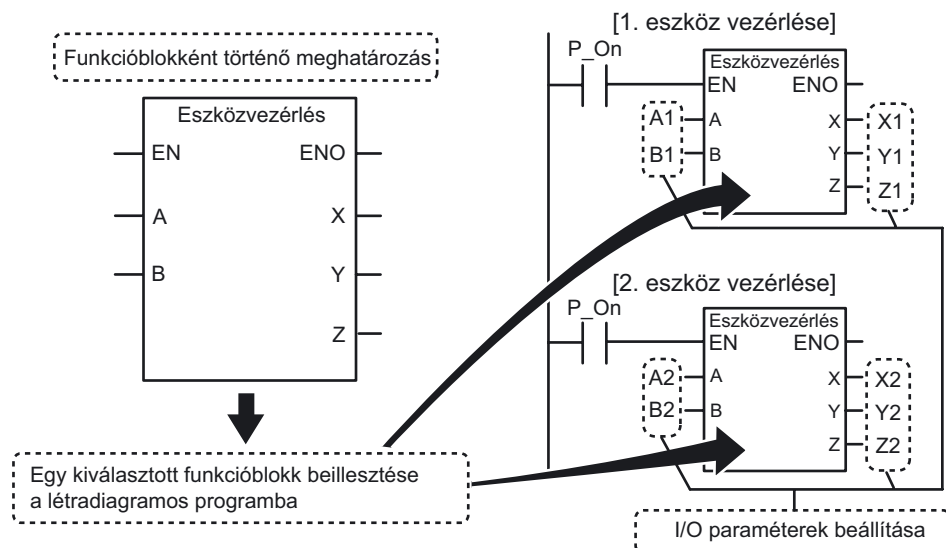 Funkcióblokként történő meghatározás
Eszközvezérlés
EN ENO
A X
B Y
Z
Egy kiválasztott funkcióblokk beillesztése
a létradiagramos programba
[1. eszköz vezérlése]
P_On
Eszközvezérlés
EN ENO
A1 A X X1
B1 B Y Y1
Z Z1
[2. eszköz vezérlése]
P_On
Eszközvezérlés
EN ENO
A2 A X X2
B2 B Y Y2
Z Z2
I/O paraméterek beállítása